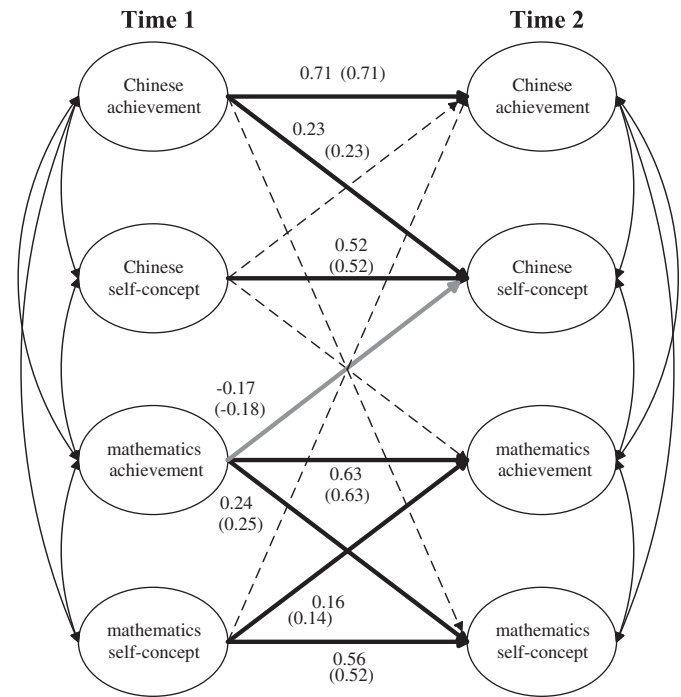 Time 1
Time 2
Chinese
achievement
0.71 (0.71)
Chinese
achievement
0.23
(0.23)
Chinese
self-concept
0.52
(0.52)
Chinese
self-concept
-0.17
(-0.18)
mathematics
achievement
0.63
(0.63)
mathematics
achievement
0.24
(0.25)
0.16
(0.14)
mathematics
self-concept
0.56
(0.52)
mathematics
self-concept